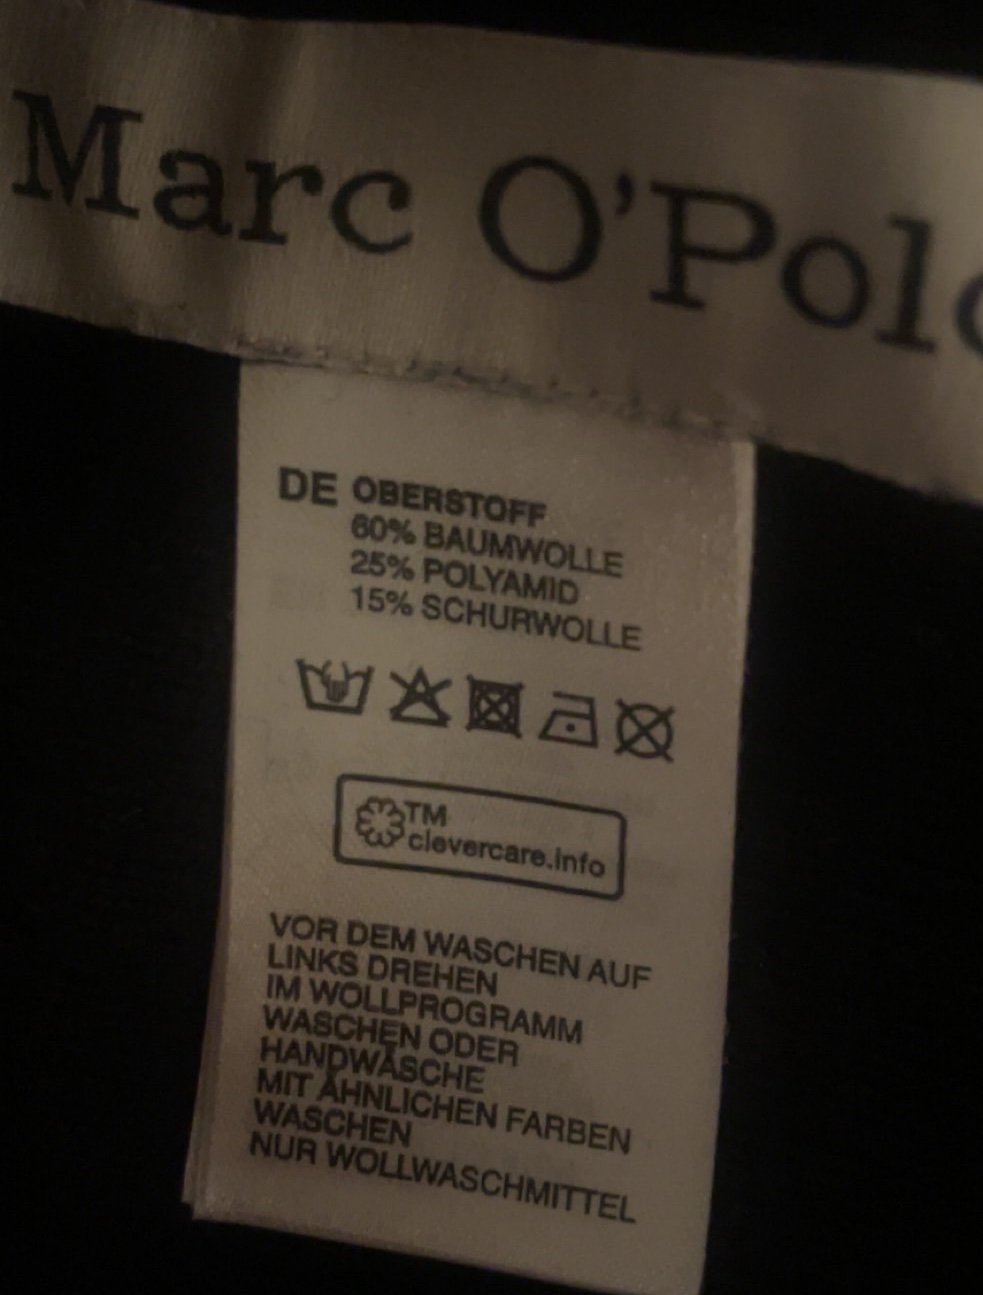 Marc O'Polo
DE OBERSTOFF
60% BAUMWOLLE
25% POLYAMID
15% SCHURWOLLE
TM
clevercare.info
VOR DEM WASCHEN AUF
LINKS DREHEN
IM WOLLPROGRAMM
WASCHEN ODER
HANDWÄSCHE
MIT ÄHNLICHEN FARBEN
WASCHEN
NUR WOLLWASCHMITTEL